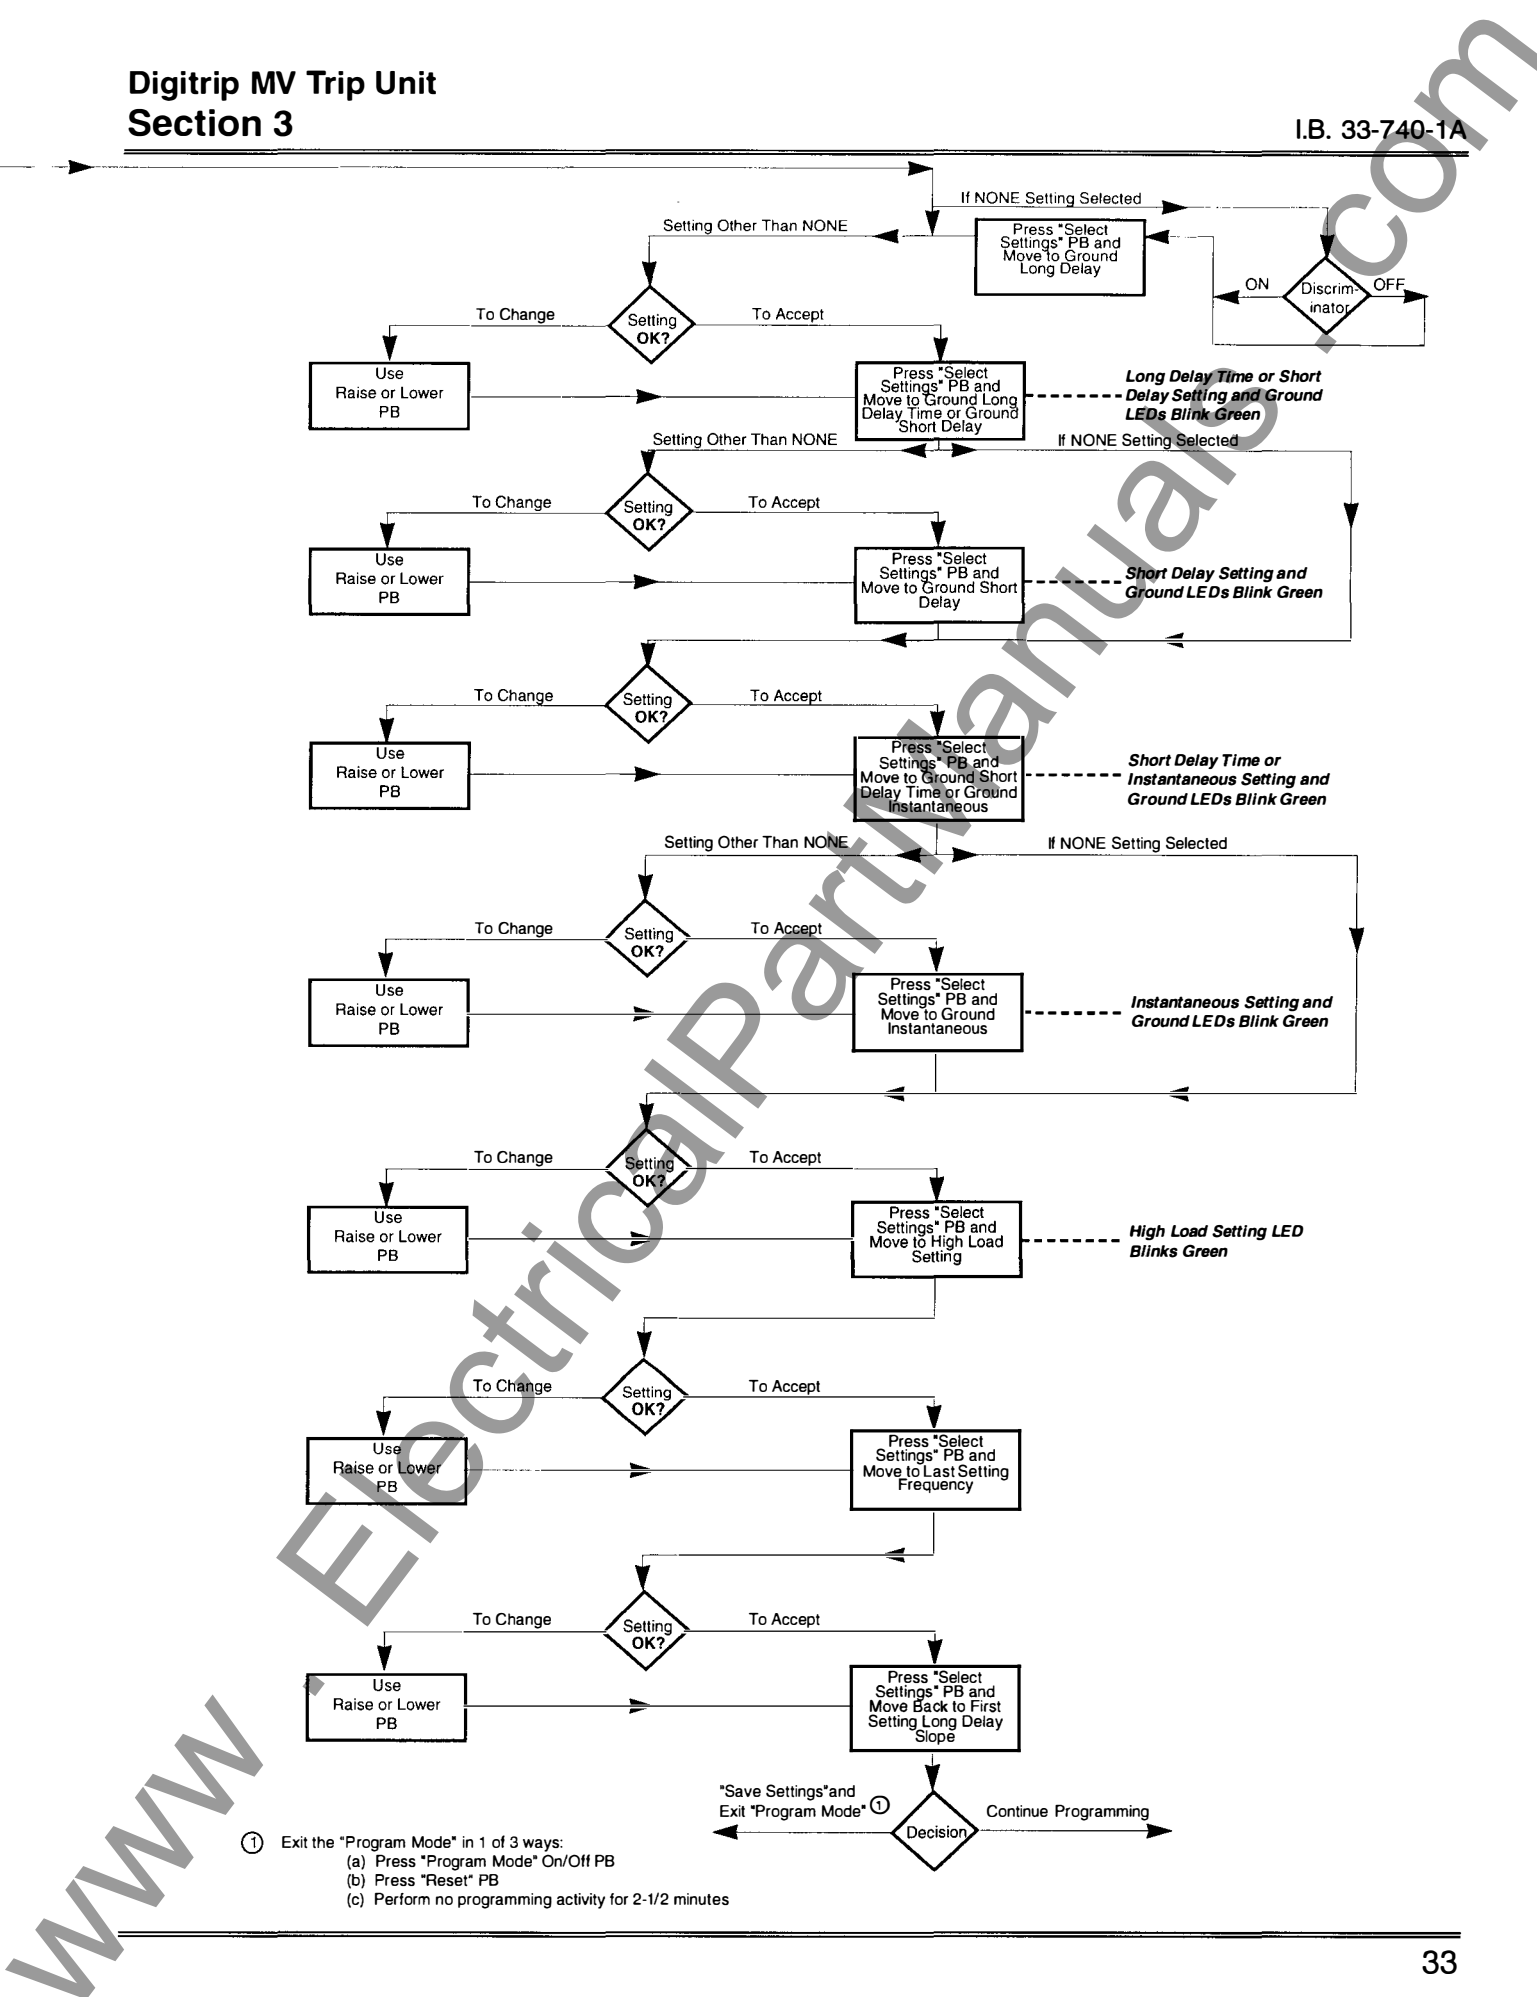 Digitrip MV Trip Unit
Section 3
I.B. 33-740-1A
If NONE Setting Selected
Setting Other Than NONE
Press "Select
Settings" PB and
Move to Ground
Long Delay
ON
Discrim-
inator
OFF
To Change
Setting
OK?
To Accept
Use
Raise or Lower
PB
Press "Select
Settings" PB and
Move to Ground Long
Delay Time or Ground
Short Delay
Long Delay Time or Short
Delay Setting and Ground
LEDs Blink Green
Setting Other Than NONE
If NONE Setting Selected
To Change
Setting
OK?
To Accept
Use
Raise or Lower
PB
Press "Select
Settings" PB and
Move to Ground Short
Delay
Short Delay Setting and
Ground LEDs Blink Green
To Change
Setting
OK?
To Accept
Use
Raise or Lower
PB
Press "Select
Settings" PB and
Move to Ground Short
Delay Time or Ground
Instantaneous
Short Delay Time or
Instantaneous Setting and
Ground LEDs Blink Green
Setting Other Than NONE
If NONE Setting Selected
To Change
Setting
OK?
To Accept
Use
Raise or Lower
PB
Press "Select
Settings" PB and
Move to Ground
Instantaneous
Instantaneous Setting and
Ground LEDs Blink Green
To Change
Setting
OK?
To Accept
Use
Raise or Lower
PB
Press "Select
Settings" PB and
Move to High Load
Setting
High Load Setting LED
Blinks Green
To Change
Setting
OK?
To Accept
Use
Raise or Lower
PB
Press "Select
Settings" PB and
Move to Last Setting
Frequency
To Change
Setting
OK?
To Accept
Use
Raise or Lower
PB
Press "Select
Settings" PB and
Move Back to First
Setting Long Delay
Slope
"Save Settings"and
Exit "Program Mode" ①
Decision
Continue Programming
① Exit the "Program Mode" in 1 of 3 ways:
(a) Press "Program Mode" On/Off PB
(b) Press "Reset" PB
(c) Perform no programming activity for 2-1/2 minutes
33
www . ElectricalPartManuals . com